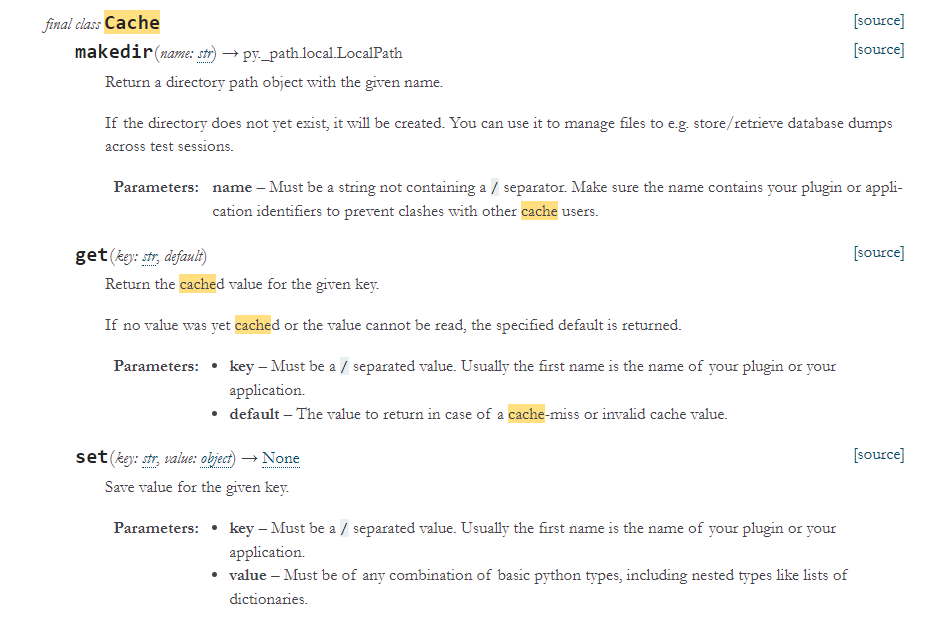 final class Cache [source]
makedir(name: str) → py._path.local.LocalPath [source]
Return a directory path object with the given name.
If the directory does not yet exist, it will be created. You can use it to manage files to e.g. store/retrieve database dumps
across test sessions.
Parameters: name – Must be a string not containing a / separator. Make sure the name contains your plugin or appli-
cation identifiers to prevent clashes with other cache users.
get(key: str, default) [source]
Return the cached value for the given key.
If no value was yet cached or the value cannot be read, the specified default is returned.
Parameters: • key – Must be a / separated value. Usually the first name is the name of your plugin or your
application.
• default – The value to return in case of a cache-miss or invalid cache value.
set(key: str, value: object) → None [source]
Save value for the given key.
Parameters: • key – Must be a / separated value. Usually the first name is the name of your plugin or your
application.
• value – Must be of any combination of basic python types, including nested types like lists of
dictionaries.